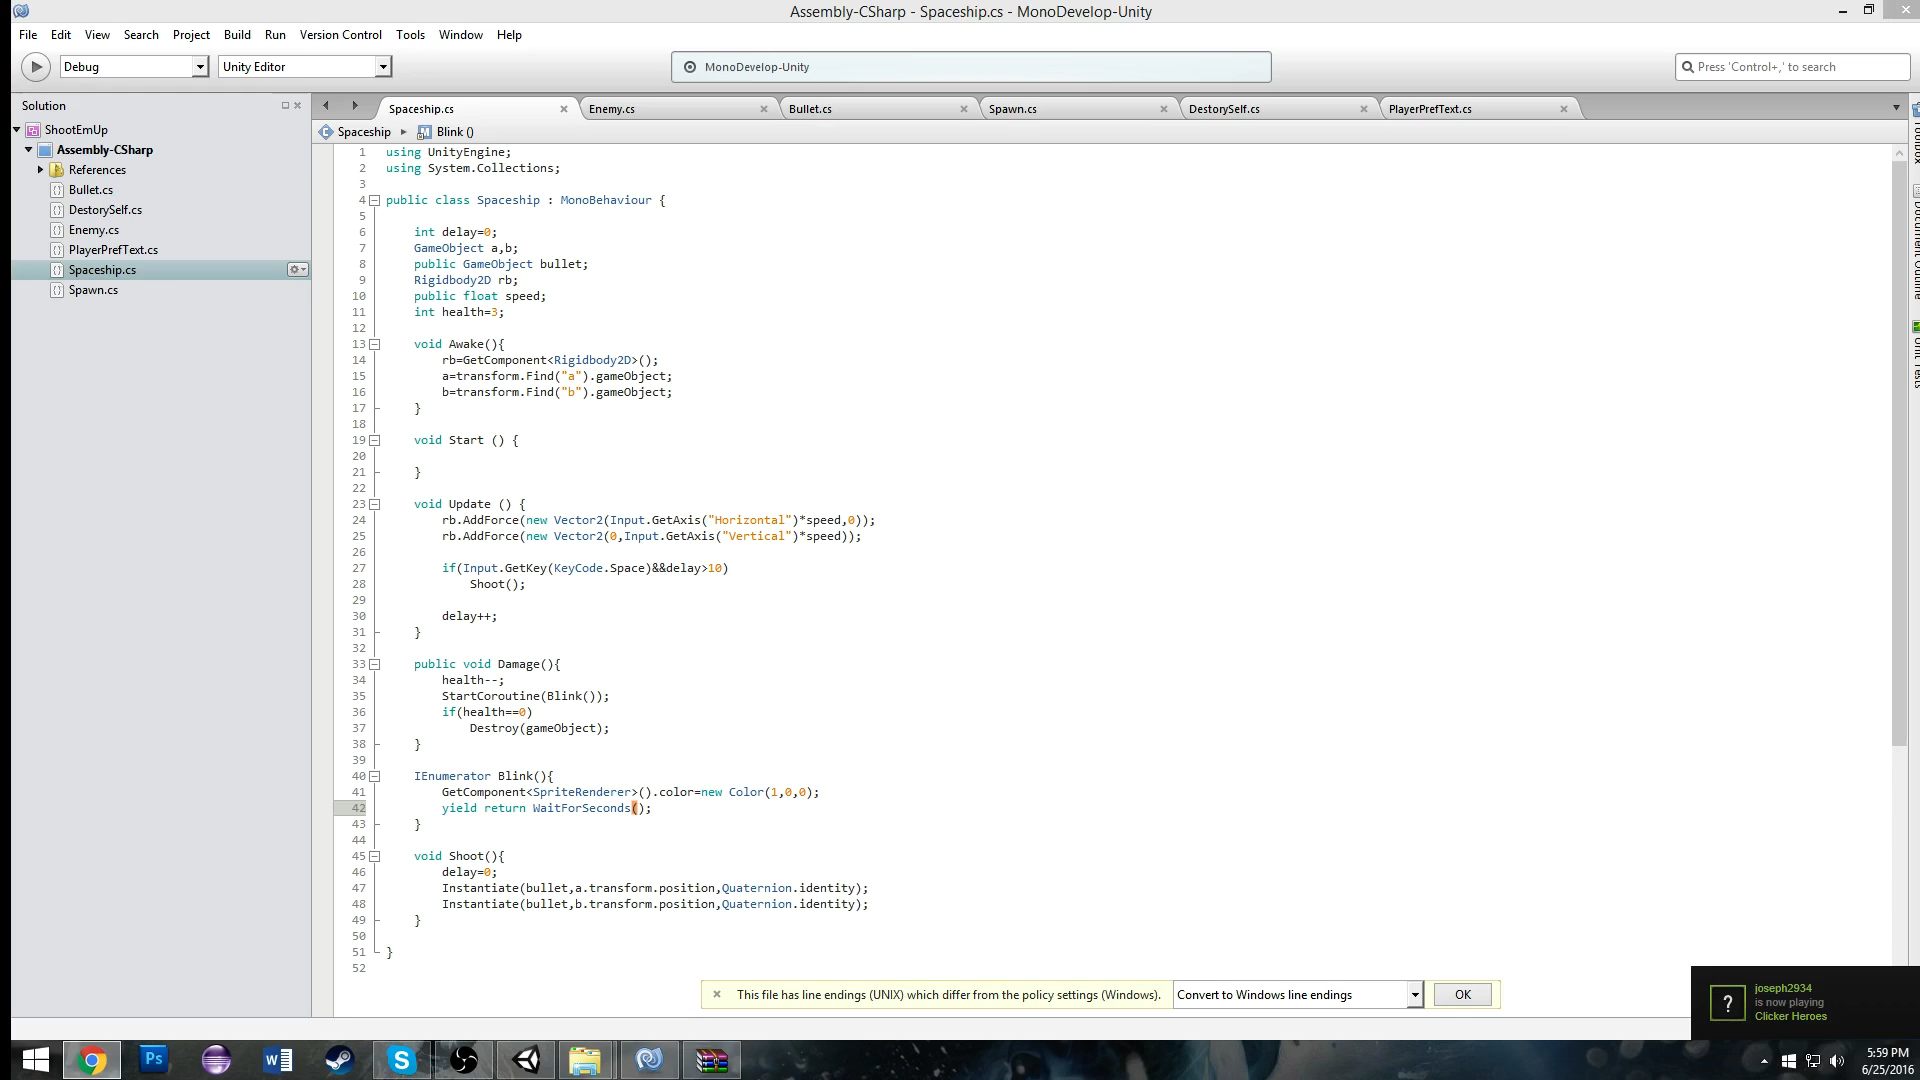 Assembly-CSharp - Spaceship.cs - MonoDevelop-Unity
File Edit View Search Project Build Run Version Control Tools Window Help
Debug Unity Editor MonoDevelop-Unity Press 'Control+,' to search
Solution
ShootEmUp
Assembly-CSharp
References
Bullet.cs
DestorySelf.cs
Enemy.cs
PlayerPrefText.cs
Spaceship.cs
Spawn.cs
Spaceship.cs Enemy.cs Bullet.cs Spawn.cs DestorySelf.cs PlayerPrefText.cs
Spaceship Blink ()
1 using UnityEngine;
2 using System.Collections;
3
4 public class Spaceship : MonoBehaviour {
5
6 int delay=0;
7 GameObject a,b;
8 public GameObject bullet;
9 Rigidbody2D rb;
10 public float speed;
11 int health=3;
12
13 void Awake(){
14 rb=GetComponent<Rigidbody2D>();
15 a=transform.Find("a").gameObject;
16 b=transform.Find("b").gameObject;
17 }
18
19 void Start () {
20
21 }
22
23 void Update () {
24 rb.AddForce(new Vector2(Input.GetAxis("Horizontal")*speed,0));
25 rb.AddForce(new Vector2(0,Input.GetAxis("Vertical")*speed));
26
27 if(Input.GetKey(KeyCode.Space)&&delay>10)
28 Shoot();
29
30 delay++;
31 }
32
33 public void Damage(){
34 health--;
35 StartCoroutine(Blink());
36 if(health==0)
37 Destroy(gameObject);
38 }
39
40 IEnumerator Blink(){
41 GetComponent<SpriteRenderer>().color=new Color(1,0,0);
42 yield return WaitForSeconds();
43 }
44
45 void Shoot(){
46 delay=0;
47 Instantiate(bullet,a.transform.position,Quaternion.identity);
48 Instantiate(bullet,b.transform.position,Quaternion.identity);
49 }
50
51 }
52
This file has line endings (UNIX) which differ from the policy settings (Windows). Convert to Windows line endings OK
Document Outline
joseph2934
is now playing
Clicker Heroes
Ps
W
S
5:59 PM
6/25/2016